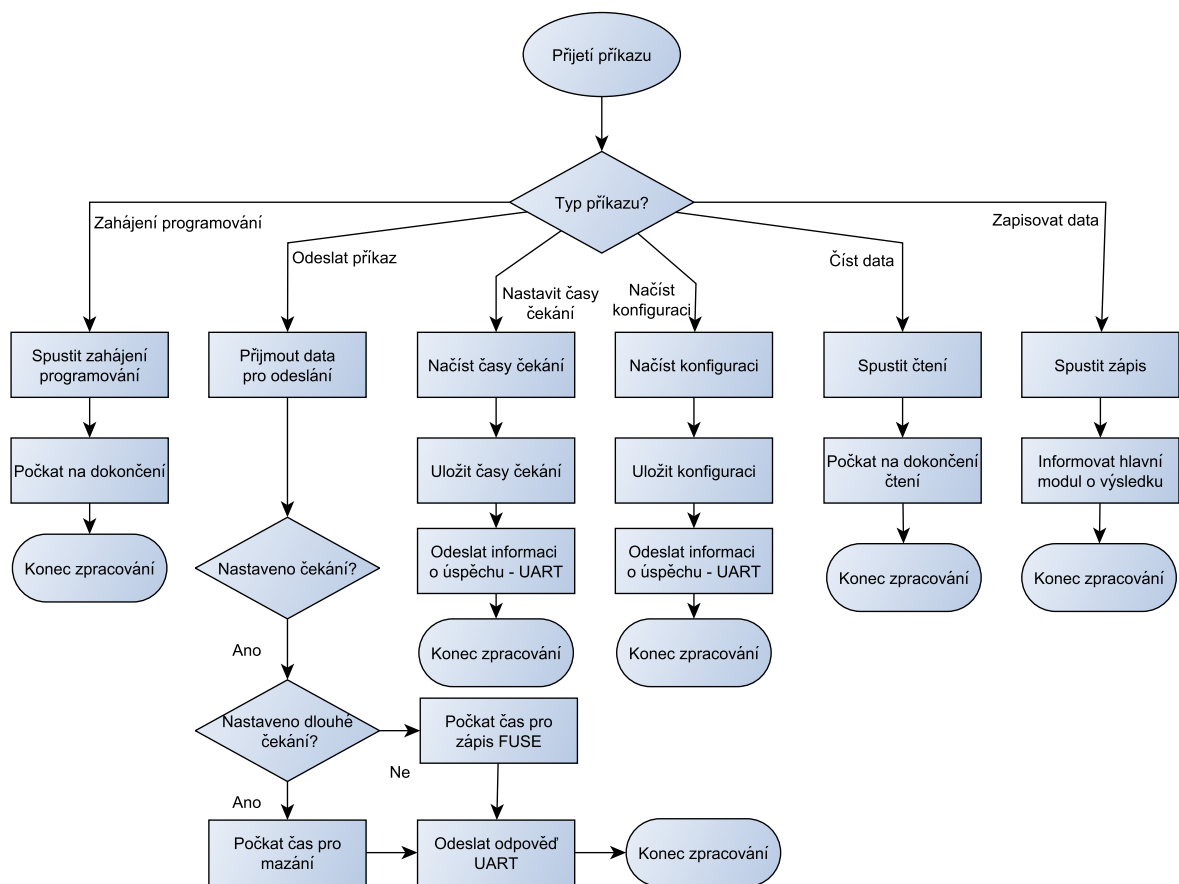 Přijetí příkazu
Typ příkazu?
Zahájení programování
Odeslat příkaz
Nastavit časy
čekání
Načíst
konfiguraci
Číst data
Zapisovat data
Spustit zahájení
programování
Přijmout data
pro odeslání
Načíst časy čekání
Načíst konfiguraci
Spustit čtení
Spustit zápis
Počkat na dokončení
Uložit časy čekání
Uložit konfiguraci
Počkat na dokončení
čtení
Informovat hlavní
modul o výsledku
Konec zpracování
Nastaveno čekání?
Odeslat informaci
o úspěchu - UART
Odeslat informaci
o úspěchu - UART
Konec zpracování
Konec zpracování
Ano
Konec zpracování
Konec zpracování
Nastaveno dlouhé
čekání?
Počkat čas pro
zápis FUSE
Ne
Ano
Počkat čas pro
mazání
Odeslat odpověď
UART
Konec zpracování